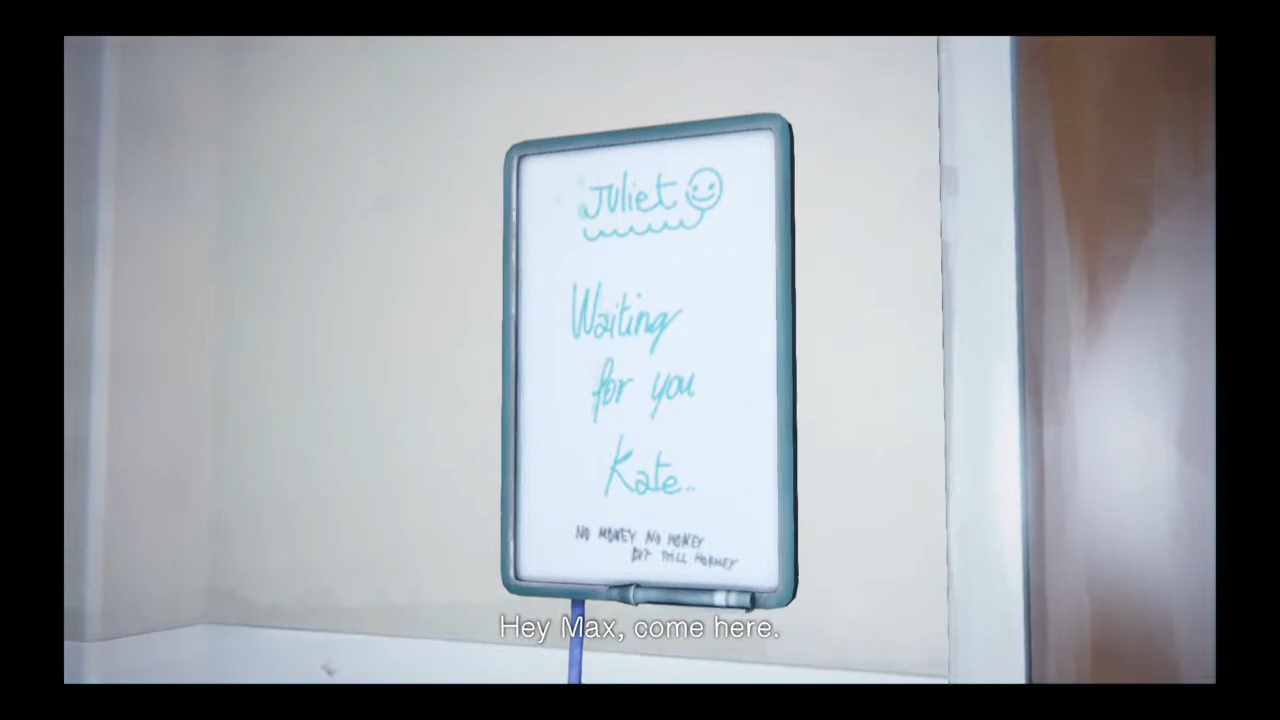 Juliet
Waiting
for you
Kate..
NO MONEY NO HONEY
BUT STILL HORNEY
Hey Max, come here.